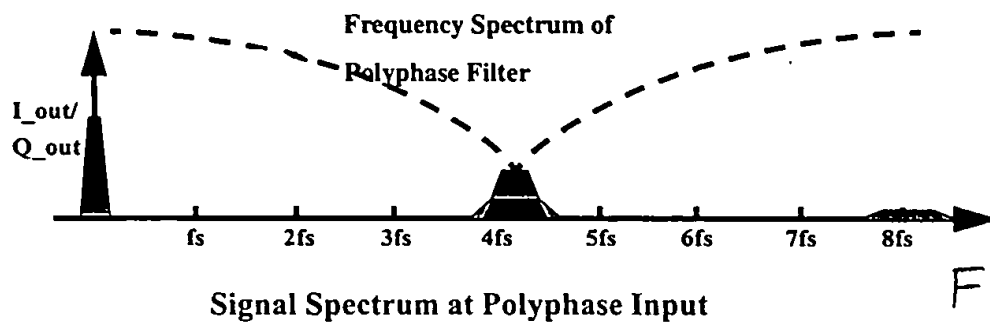 Frequency Spectrum of
Polyphase Filter
I_out/
Q_out
fs 2fs 3fs 4fs 5fs 6fs 7fs 8fs
F
Signal Spectrum at Polyphase Input